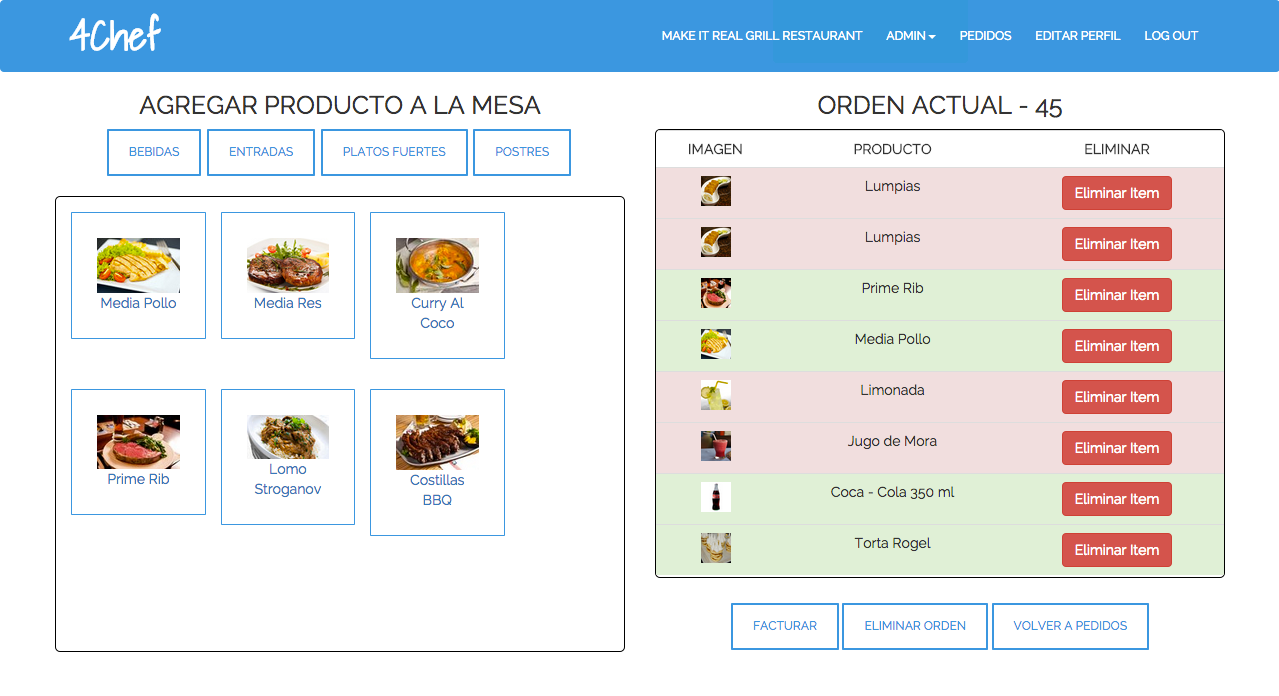 4Chef
MAKE IT REAL GRILL RESTAURANT ADMIN PEDIDOS EDITAR PERFIL LOG OUT
AGREGAR PRODUCTO A LA MESA
BEBIDAS ENTRADAS PLATOS FUERTES POSTRES
Media Pollo
Media Res
Curry Al
Coco
Prime Rib
Lomo
Stroganov
Costillas
BBQ
ORDEN ACTUAL - 45
IMAGEN PRODUCTO ELIMINAR
Lumpias Eliminar Item
Lumpias Eliminar Item
Prime Rib Eliminar Item
Media Pollo Eliminar Item
Limonada Eliminar Item
Jugo de Mora Eliminar Item
Coca - Cola 350 ml Eliminar Item
Torta Rogel Eliminar Item
FACTURAR ELIMINAR ORDEN VOLVER A PEDIDOS